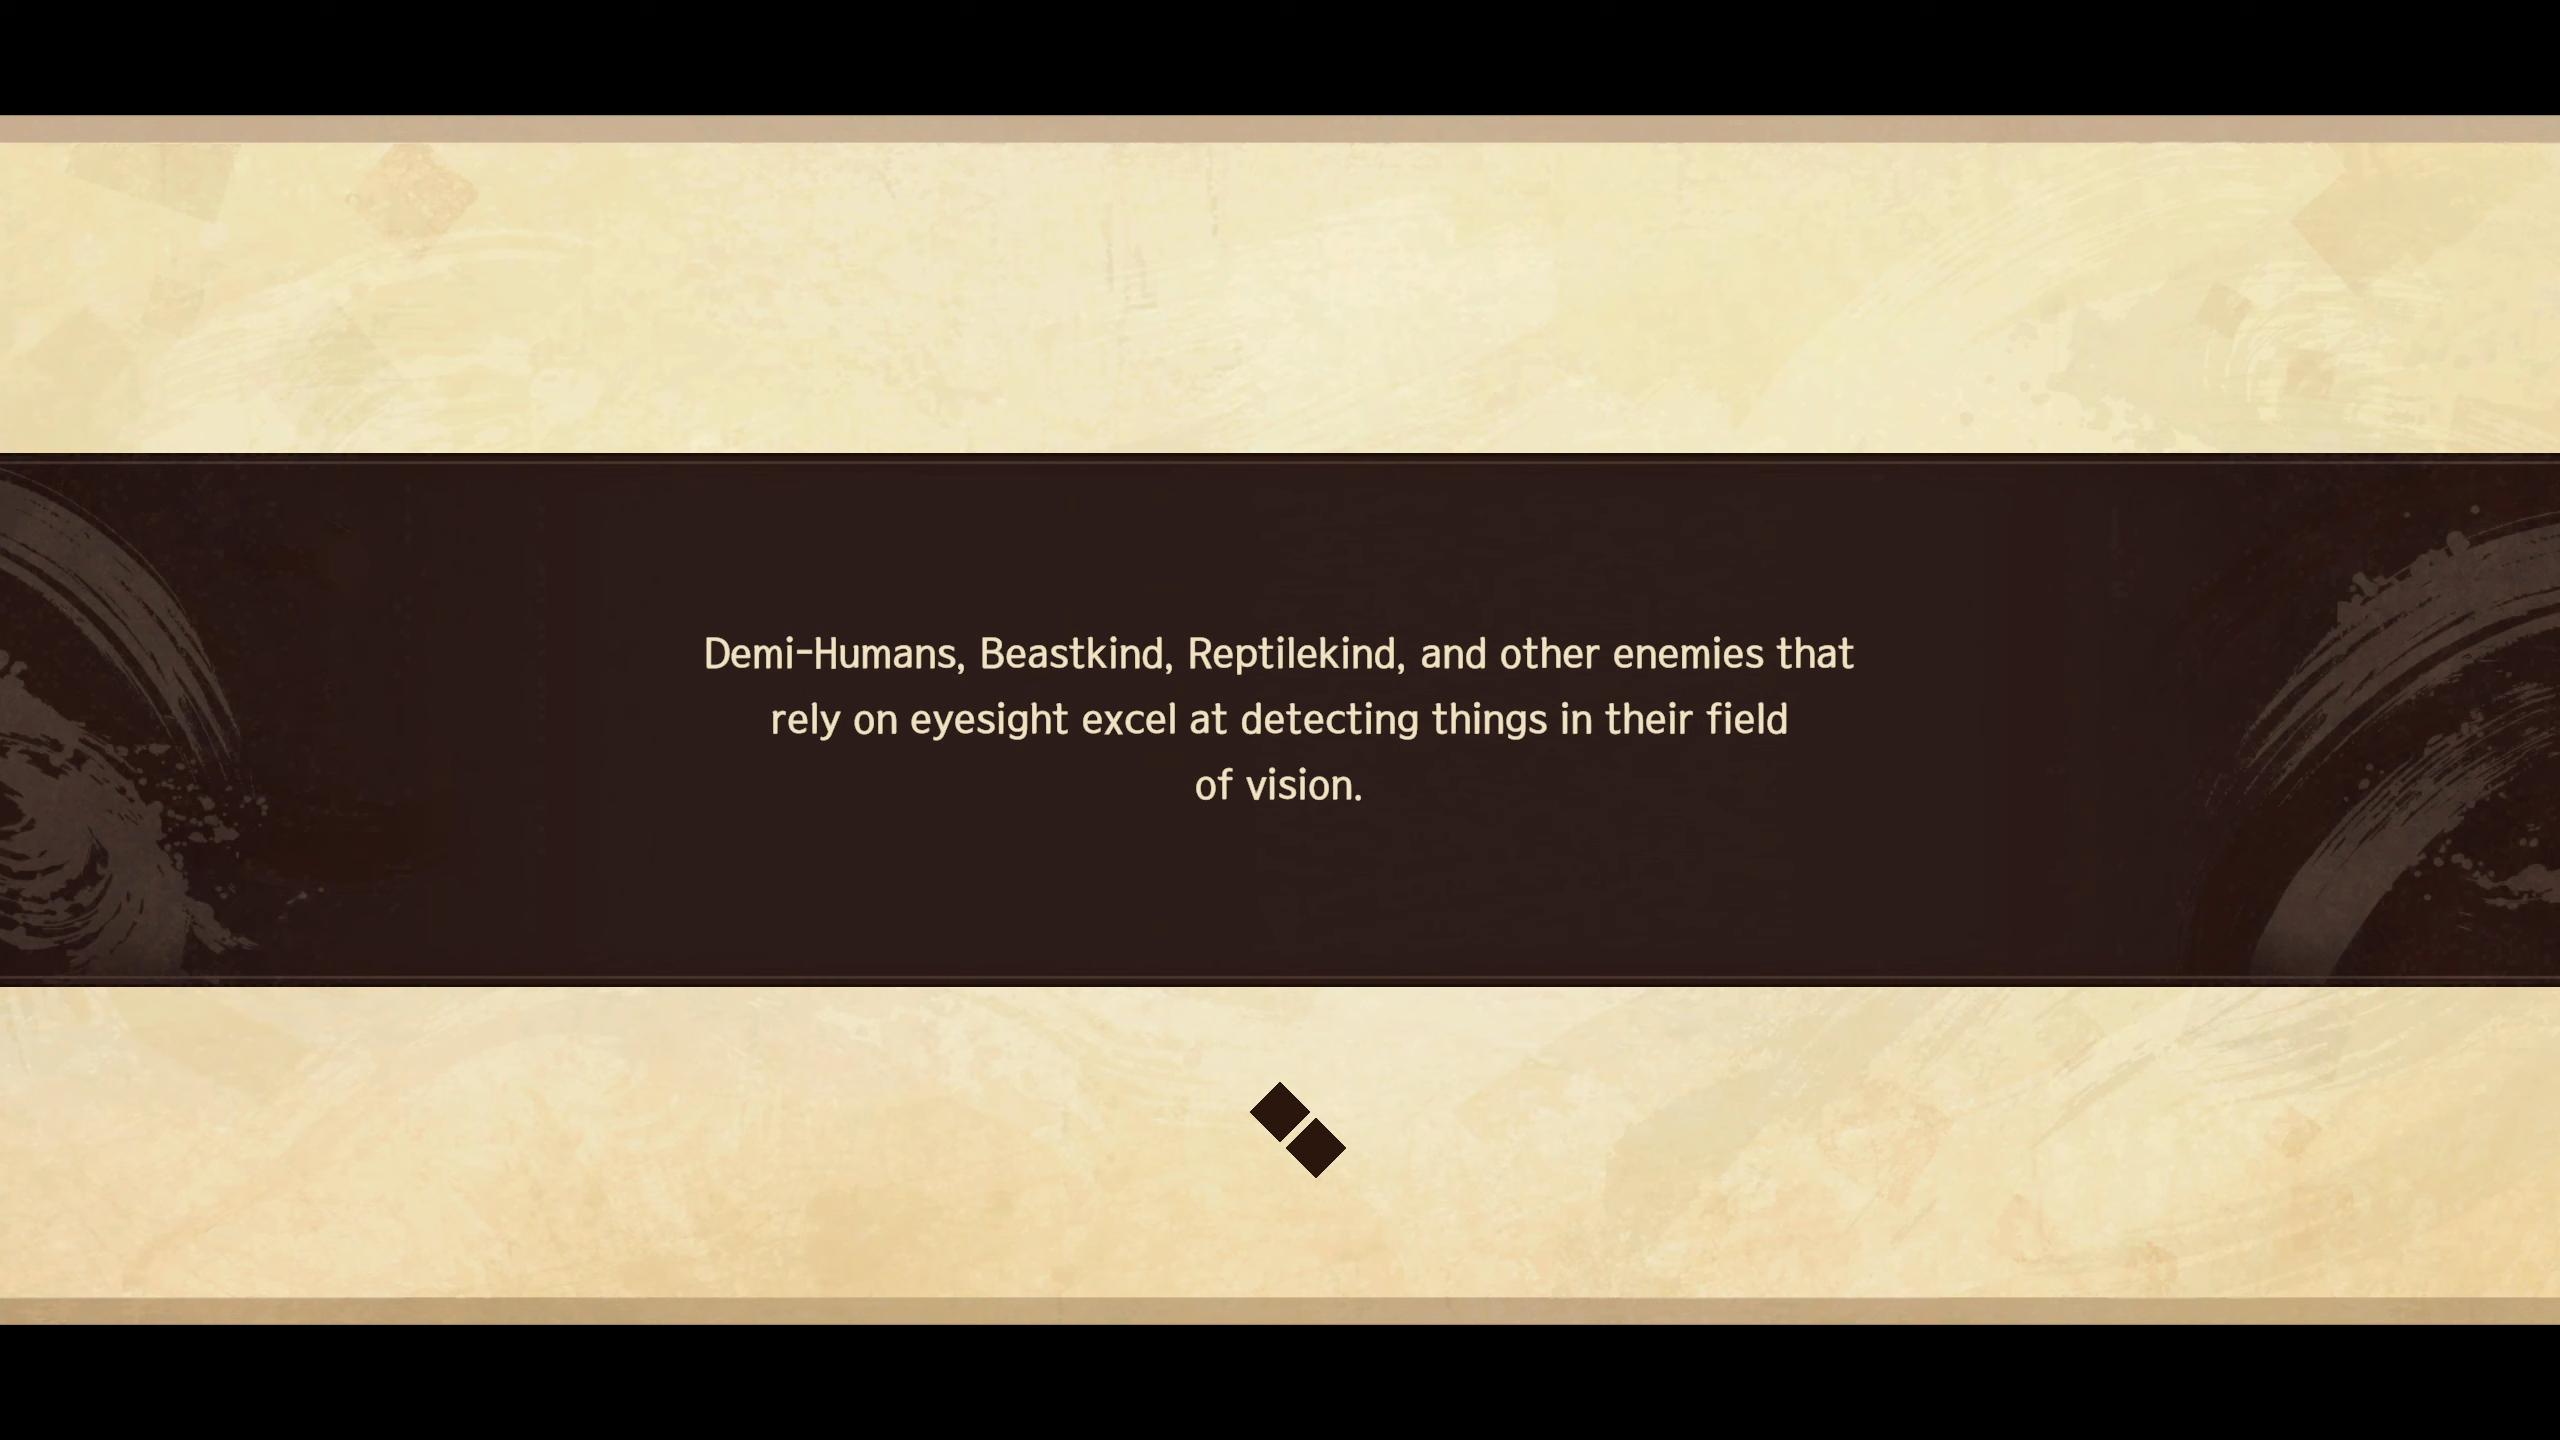 Demi-Humans, Beastkind, Reptilekind, and other enemies that
rely on eyesight excel at detecting things in their field
of vision.